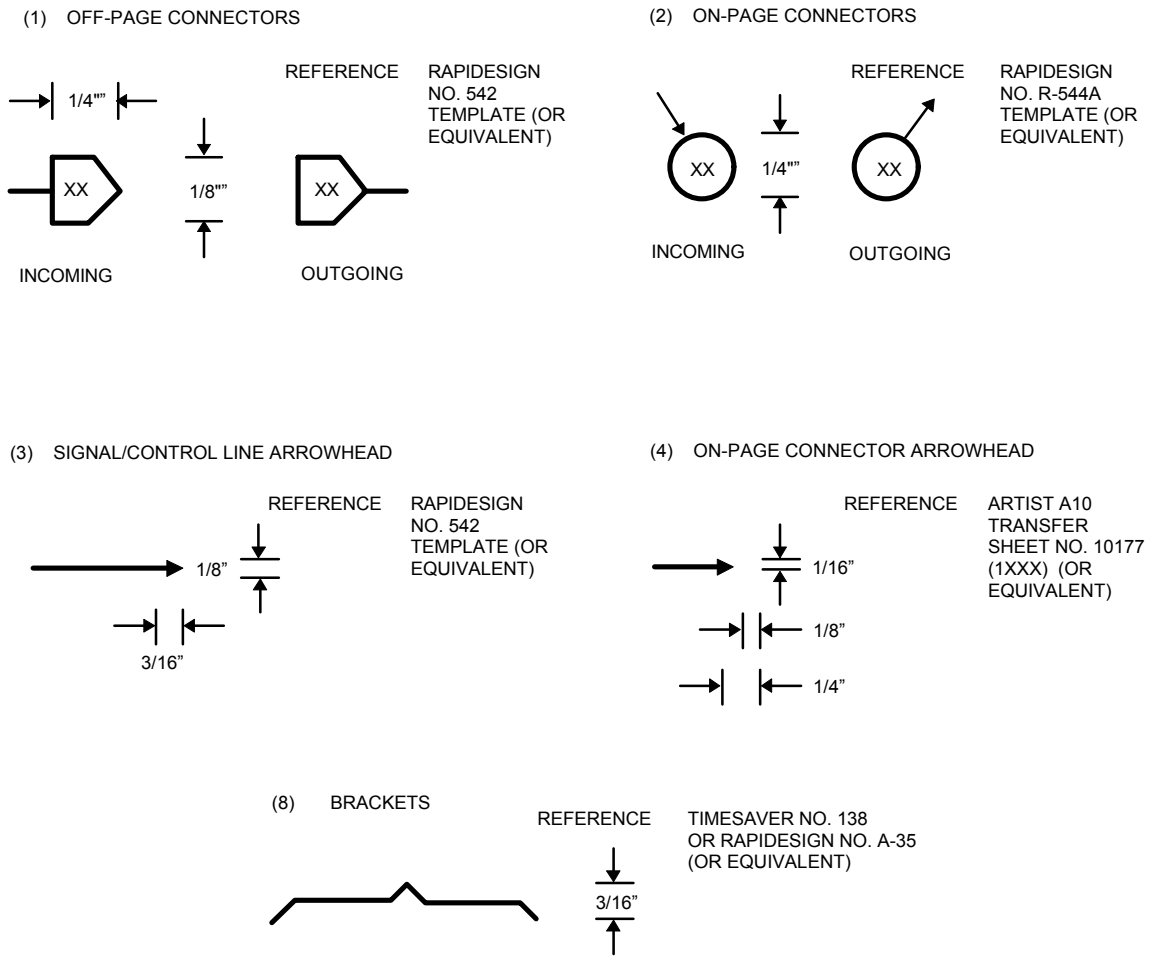 (1) OFF-PAGE CONNECTORS
REFERENCE RAPIDESIGN
NO. 542
TEMPLATE (OR
EQUIVALENT)
1/4"”
XX
1/8"”
XX
INCOMING
OUTGOING
(2) ON-PAGE CONNECTORS
REFERENCE RAPIDESIGN
NO. R-544A
TEMPLATE (OR
EQUIVALENT)
XX
1/4"”
XX
INCOMING
OUTGOING
(3) SIGNAL/CONTROL LINE ARROWHEAD
REFERENCE RAPIDESIGN
NO. 542
TEMPLATE (OR
EQUIVALENT)
1/8”
3/16”
(4) ON-PAGE CONNECTOR ARROWHEAD
REFERENCE ARTIST A10
TRANSFER
SHEET NO. 10177
(1XXX) (OR
EQUIVALENT)
1/16”
1/8”
1/4”
(8) BRACKETS
REFERENCE TIMESAVER NO. 138
OR RAPIDESIGN NO. A-35
(OR EQUIVALENT)
3/16”